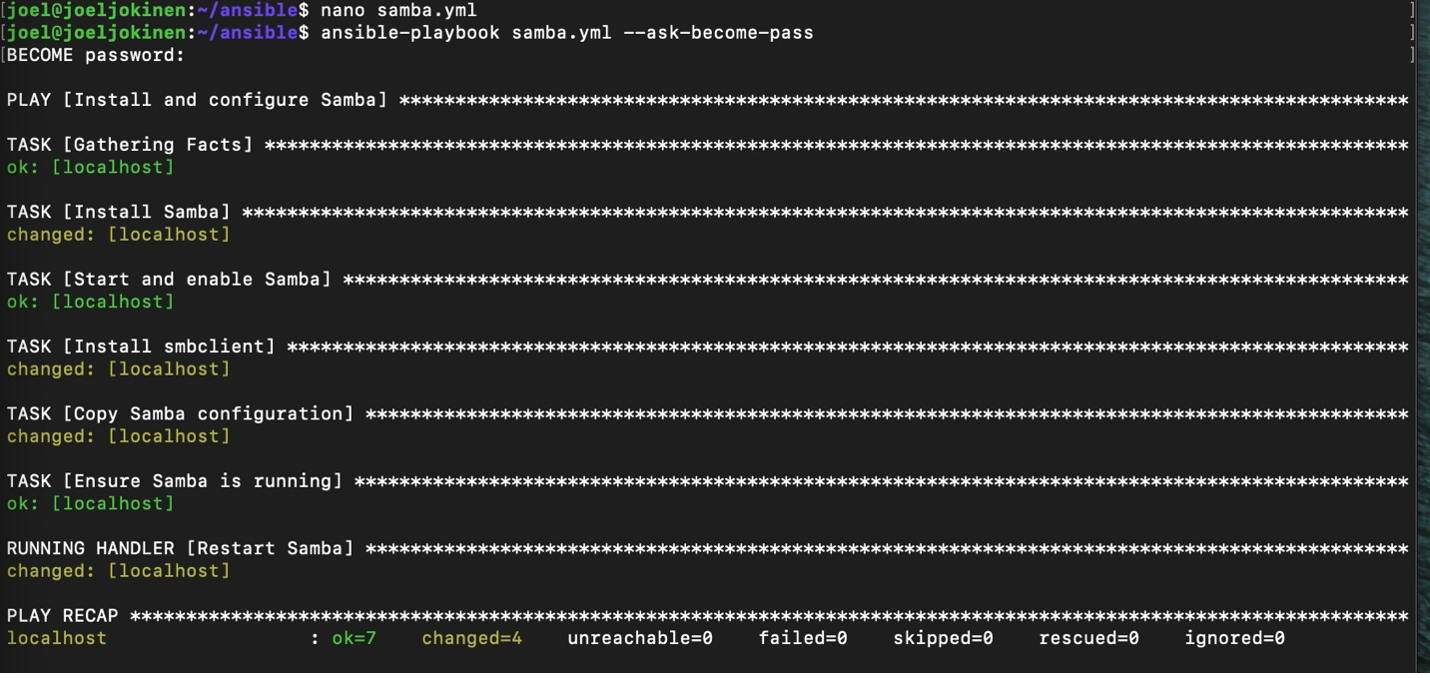 [joel@joeljokinen:~/ansible$ nano samba.yml ]
[joel@joeljokinen:~/ansible$ ansible-playbook samba.yml --ask-become-pass ]
[BECOME password: ]
PLAY [Install and configure Samba] ******************************************************************************************
TASK [Gathering Facts] ******************************************************************************************************
ok: [localhost]
TASK [Install Samba] ********************************************************************************************************
changed: [localhost]
TASK [Start and enable Samba] ***********************************************************************************************
ok: [localhost]
TASK [Install smbclient] ****************************************************************************************************
changed: [localhost]
TASK [Copy Samba configuration] *********************************************************************************************
changed: [localhost]
TASK [Ensure Samba is running] **********************************************************************************************
ok: [localhost]
RUNNING HANDLER [Restart Samba] *********************************************************************************************
changed: [localhost]
PLAY RECAP ******************************************************************************************************************
localhost                  : ok=7    changed=4    unreachable=0    failed=0    skipped=0    rescued=0    ignored=0